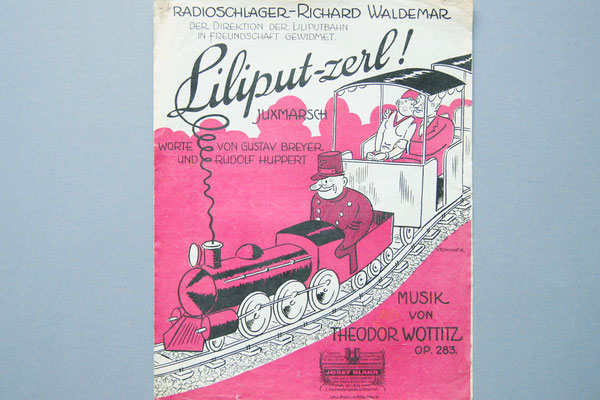 RADIOSCHLAGER-RICHARD WALDEMAR
DER DIREKTION DER LILIPUTBAHN
IN FREUNDSCHAFT GEWIDMET.
Liliput-zerl!
JUXMARSCH
WORTE VON GUSTAV BREYER
UND RUDOLF HUPPERT
MUSIK
VON
THEODOR WOTTITZ
OP. 283.
JOSEF BLAHA
WIEN